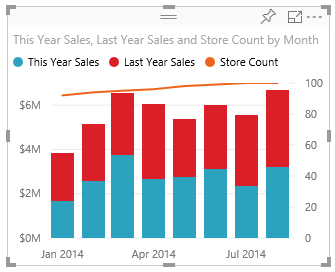 This Year Sales, Last Year Sales and Store Count by Month
This Year Sales Last Year Sales Store Count
$6M 100
80
$4M 60
$2M 40
20
$0M 0
Jan 2014 Apr 2014 Jul 2014